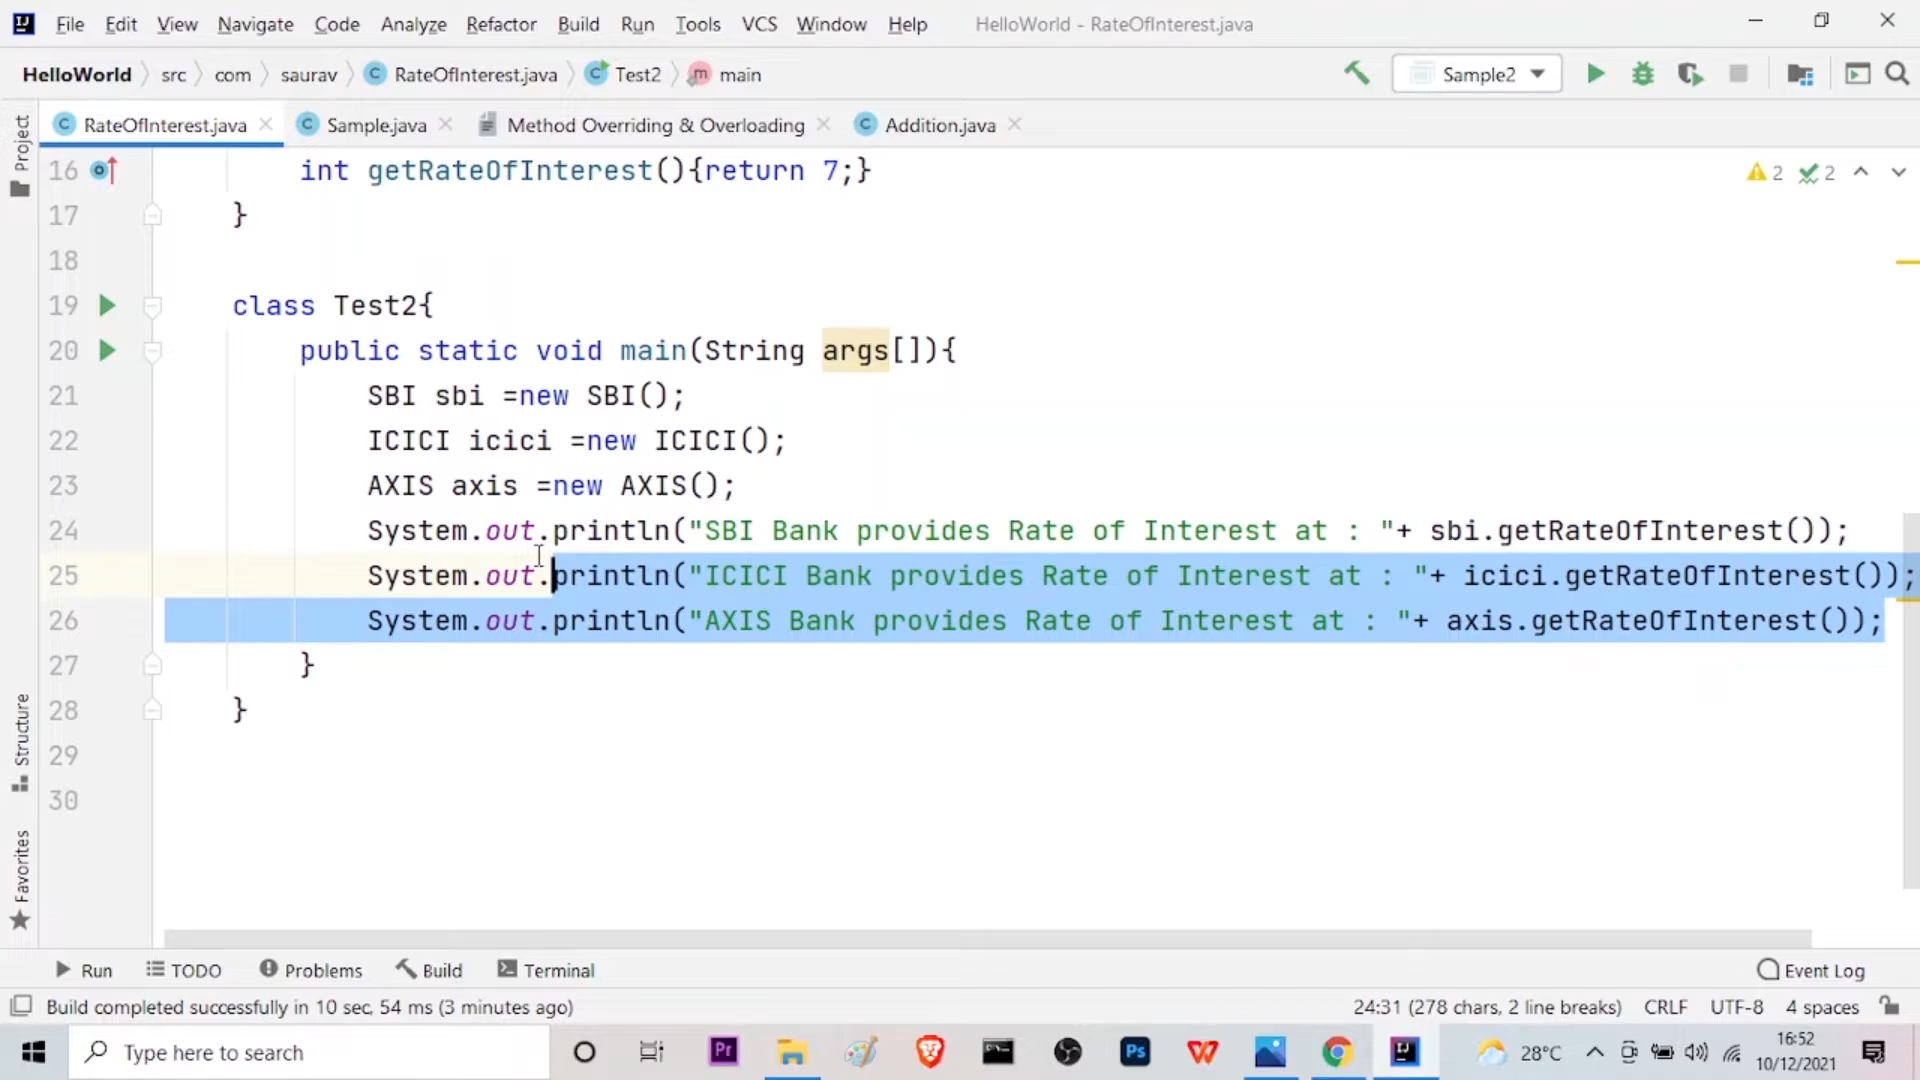 File Edit View Navigate Code Analyze Refactor Build Run Tools VCS Window Help HelloWorld - RateOfInterest.java
HelloWorld src com saurav RateOfInterest.java Test2 main Sample2
RateOfInterest.java Sample.java Method Overriding & Overloading Addition.java
Project
Structure
Favorites
16 int getRateOfInterest(){return 7;}
2 2
17 }
18
19 class Test2{
20 public static void main(String args[]){
21 SBI sbi =new SBI();
22 ICICI icici =new ICICI();
23 AXIS axis =new AXIS();
24 System.out.println("SBI Bank provides Rate of Interest at : "+ sbi.getRateOfInterest());
25 System.out.println("ICICI Bank provides Rate of Interest at : "+ icici.getRateOfInterest());
26 System.out.println("AXIS Bank provides Rate of Interest at : "+ axis.getRateOfInterest());
27 }
28 }
29
30
Run TODO Problems Build Terminal Event Log
Build completed successfully in 10 sec, 54 ms (3 minutes ago) 24:31 (278 chars, 2 line breaks) CRLF UTF-8 4 spaces
Type here to search Pr Ps 28°C 16:52
10/12/2021